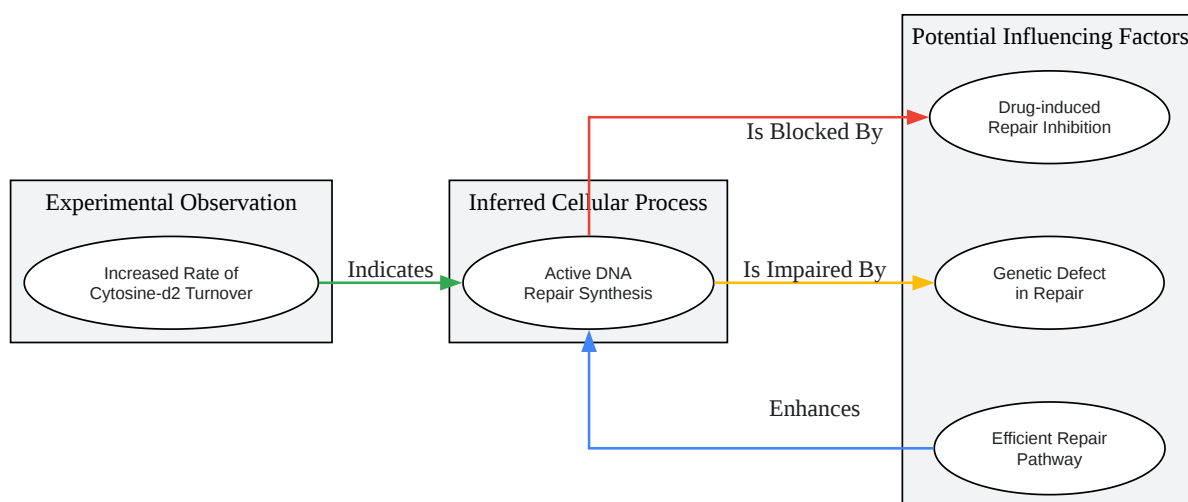 Potential Influencing Factors
Drug-induced
Repair Inhibition
Is Blocked By
Experimental Observation
Inferred Cellular Process
Increased Rate of
Cytosine-d2 Turnover
Indicates
Active DNA
Repair Synthesis
Is Impaired By
Genetic Defect
in Repair
Enhances
Efficient Repair
Pathway